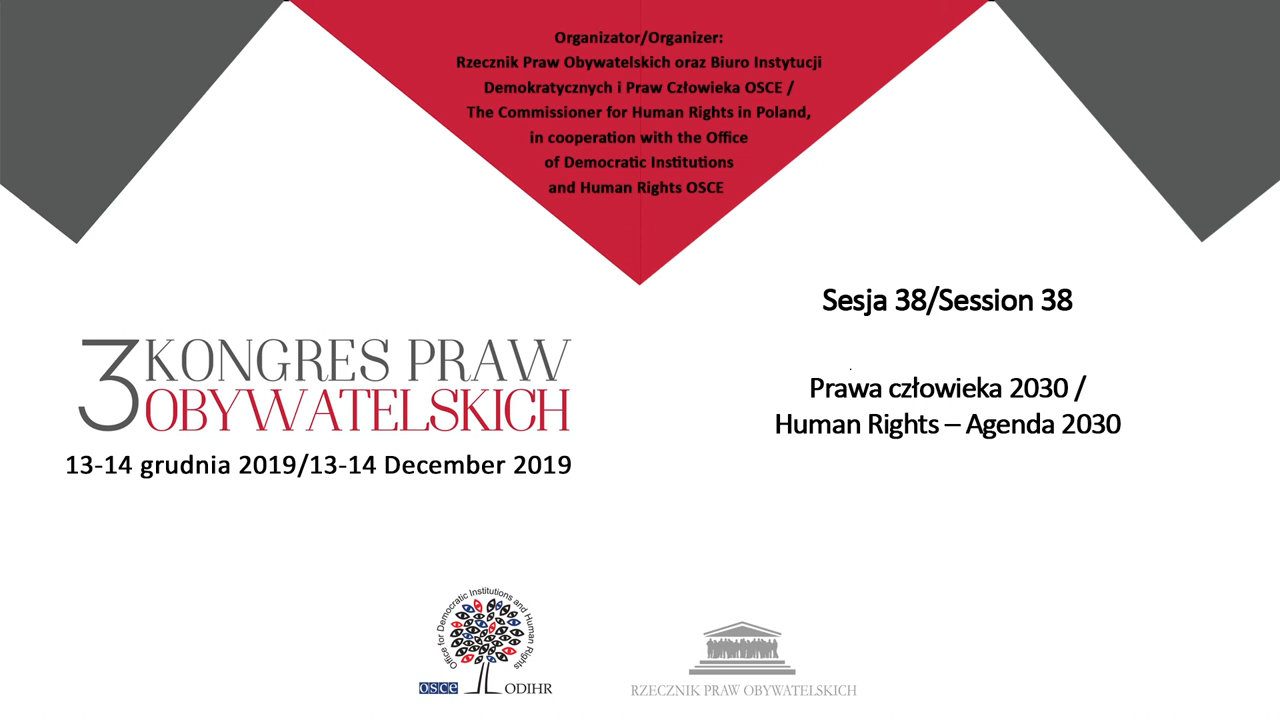 Organizator/Organizer:
Rzecznik Praw Obywatelskich oraz Biuro Instytucji
Demokratycznych i Praw Człowieka OSCE /
The Commissioner for Human Rights in Poland,
in cooperation with the Office
of Democratic Institutions
and Human Rights OSCE
Sesja 38/Session 38
Prawa człowieka 2030 /
Human Rights – Agenda 2030
3 KONGRES PRAW
OBYWATELSKICH
13-14 grudnia 2019/13-14 December 2019
Office for Democratic Institutions and Human Rights
osce ODIHR
RZECZNIK PRAW OBYWATELSKICH